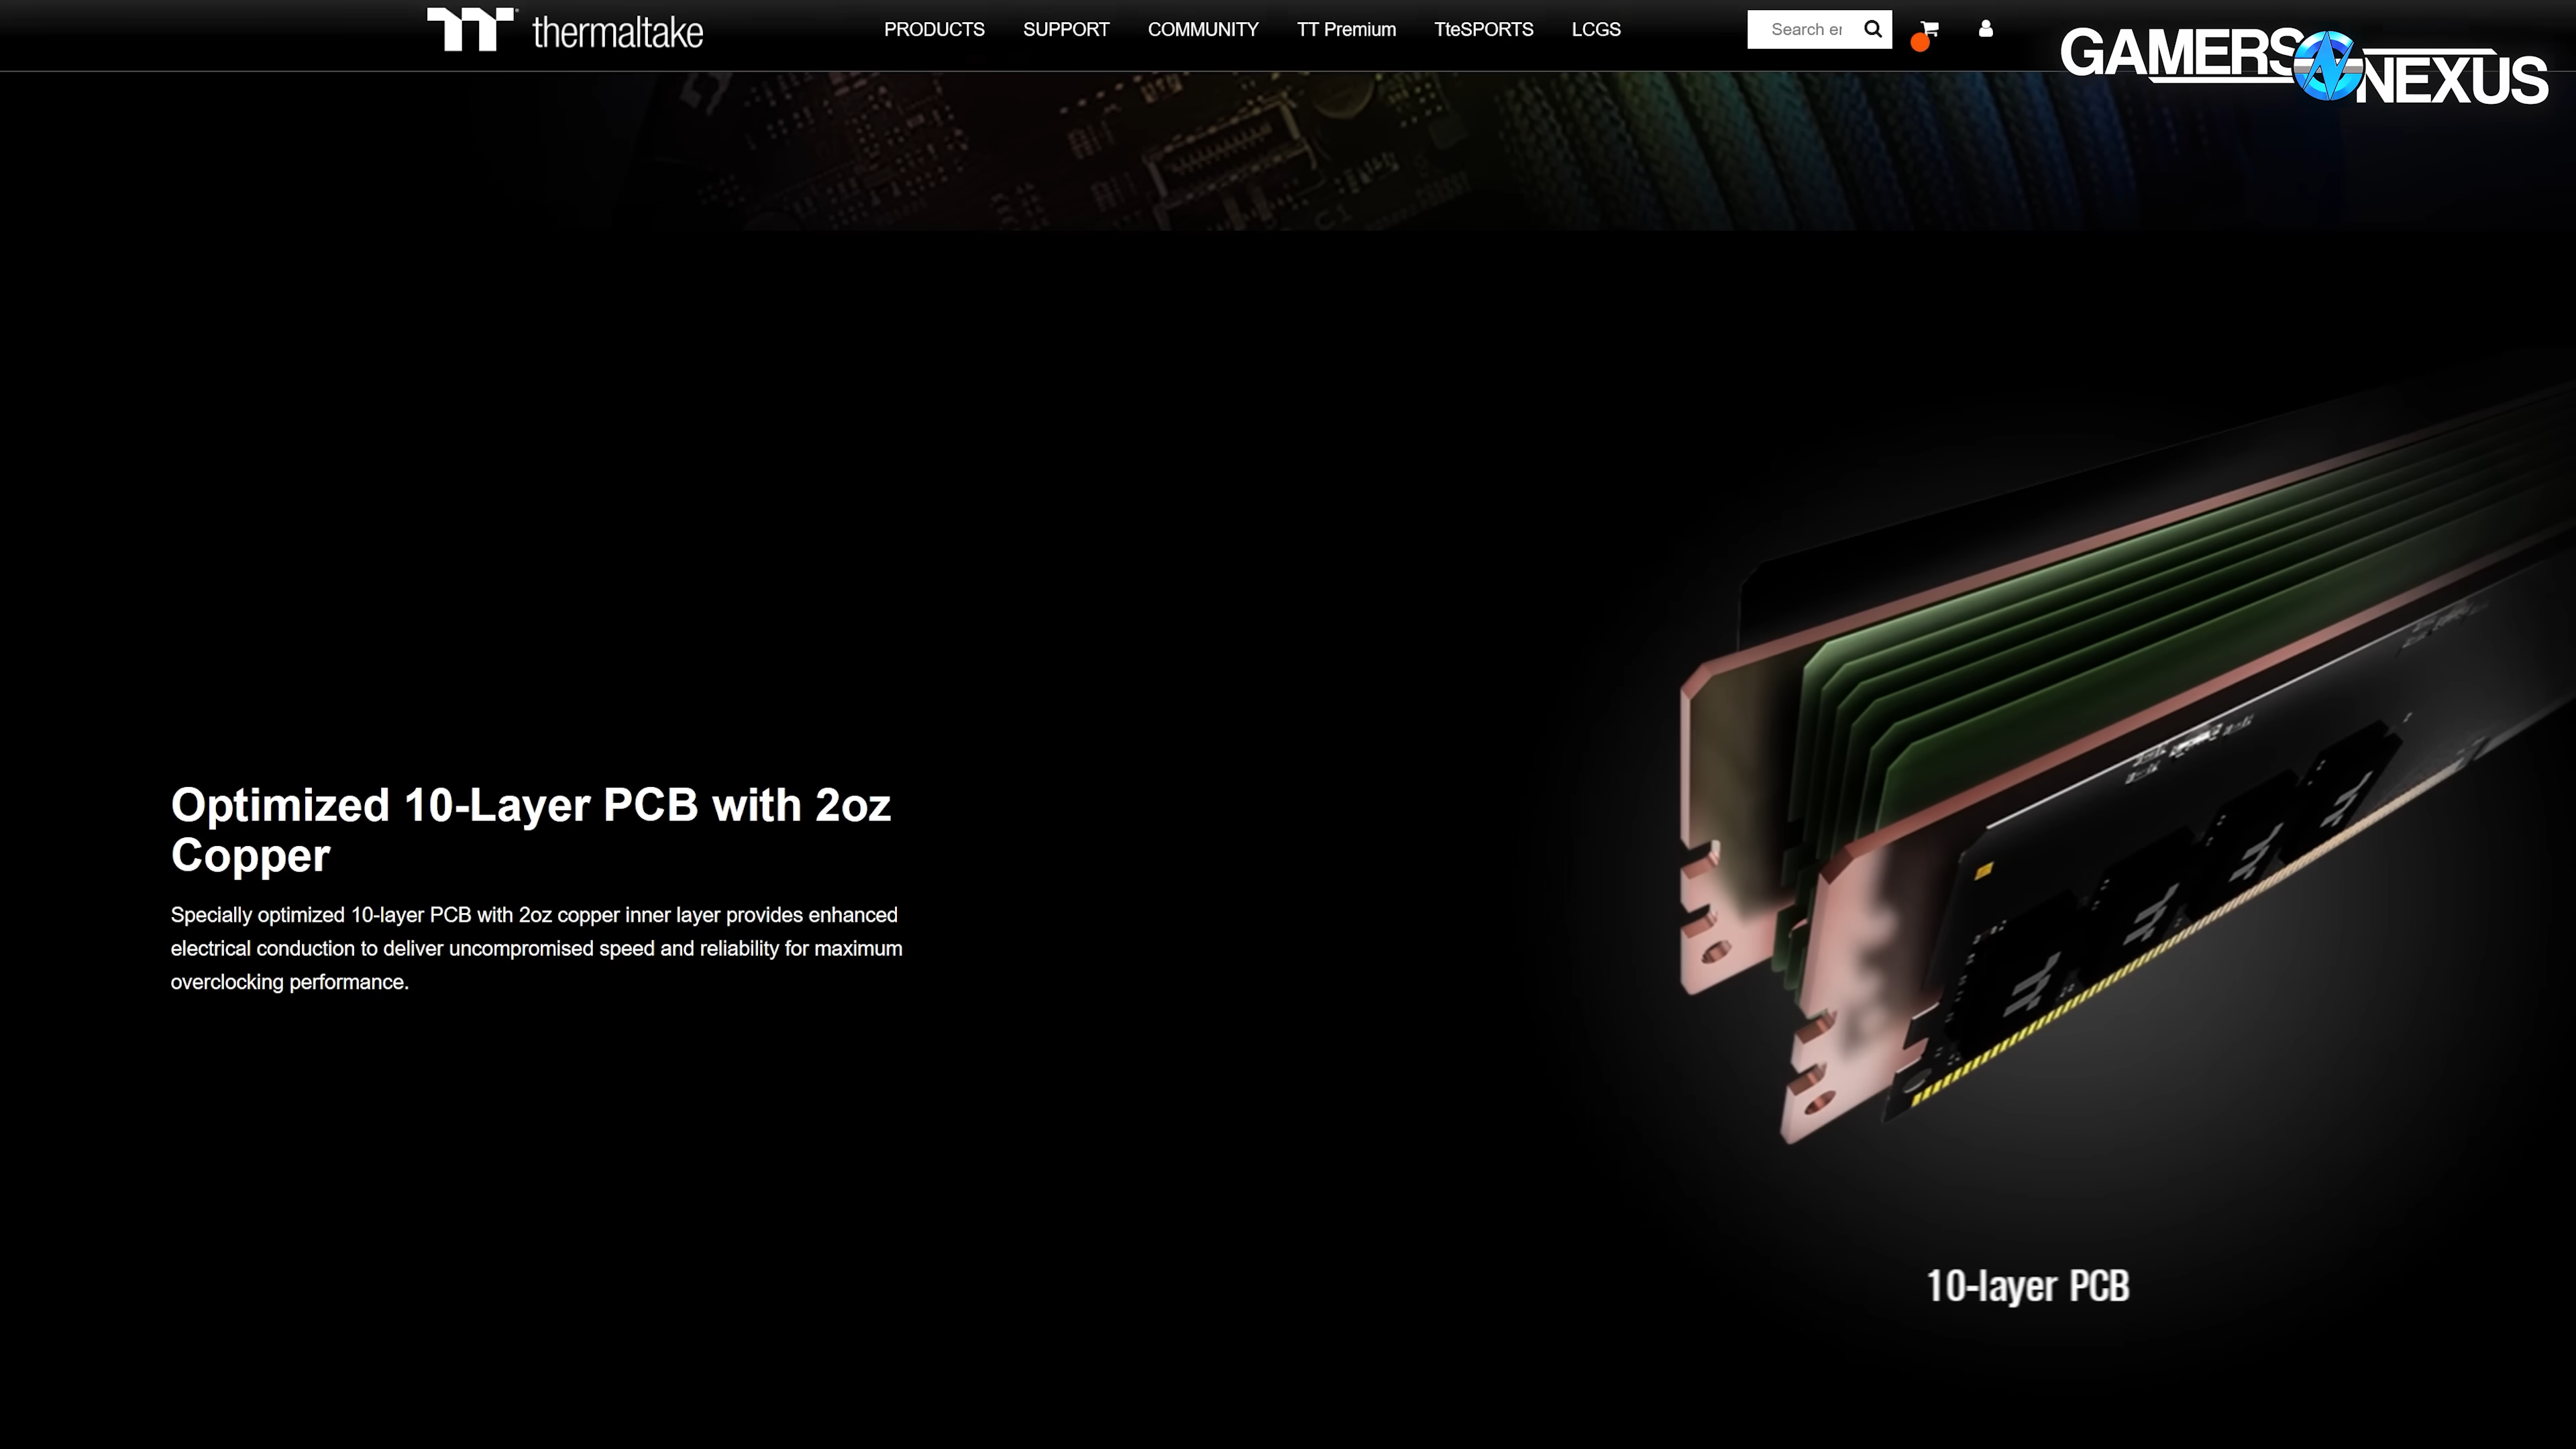 thermaltake
PRODUCTS SUPPORT COMMUNITY TT Premium TteSPORTS LCGS
Search er
GAMERS NEXUS
Optimized 10-Layer PCB with 2oz
Copper
Specially optimized 10-layer PCB with 2oz copper inner layer provides enhanced
electrical conduction to deliver uncompromised speed and reliability for maximum
overclocking performance.
10-layer PCB